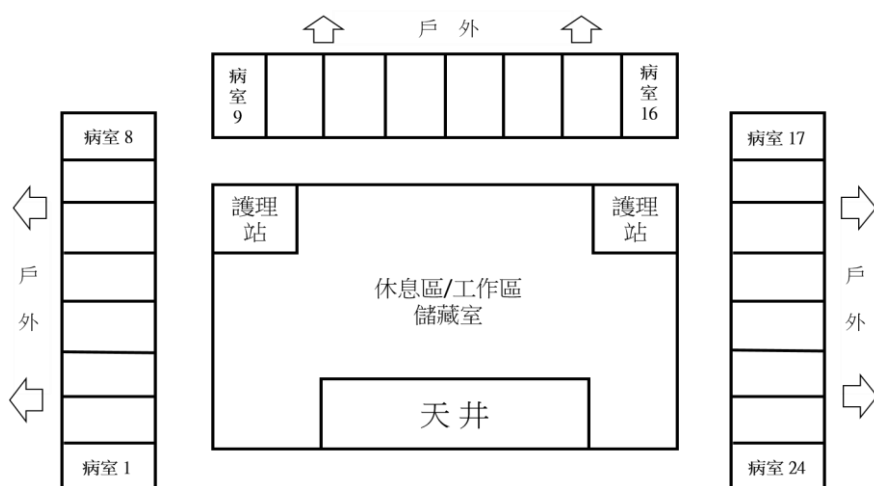 戶 外
病室9
病室16
病室 8
病室 17
護理站
護理站
戶外
戶外
休息區/工作區
儲藏室
天井
病室 1
病室 24